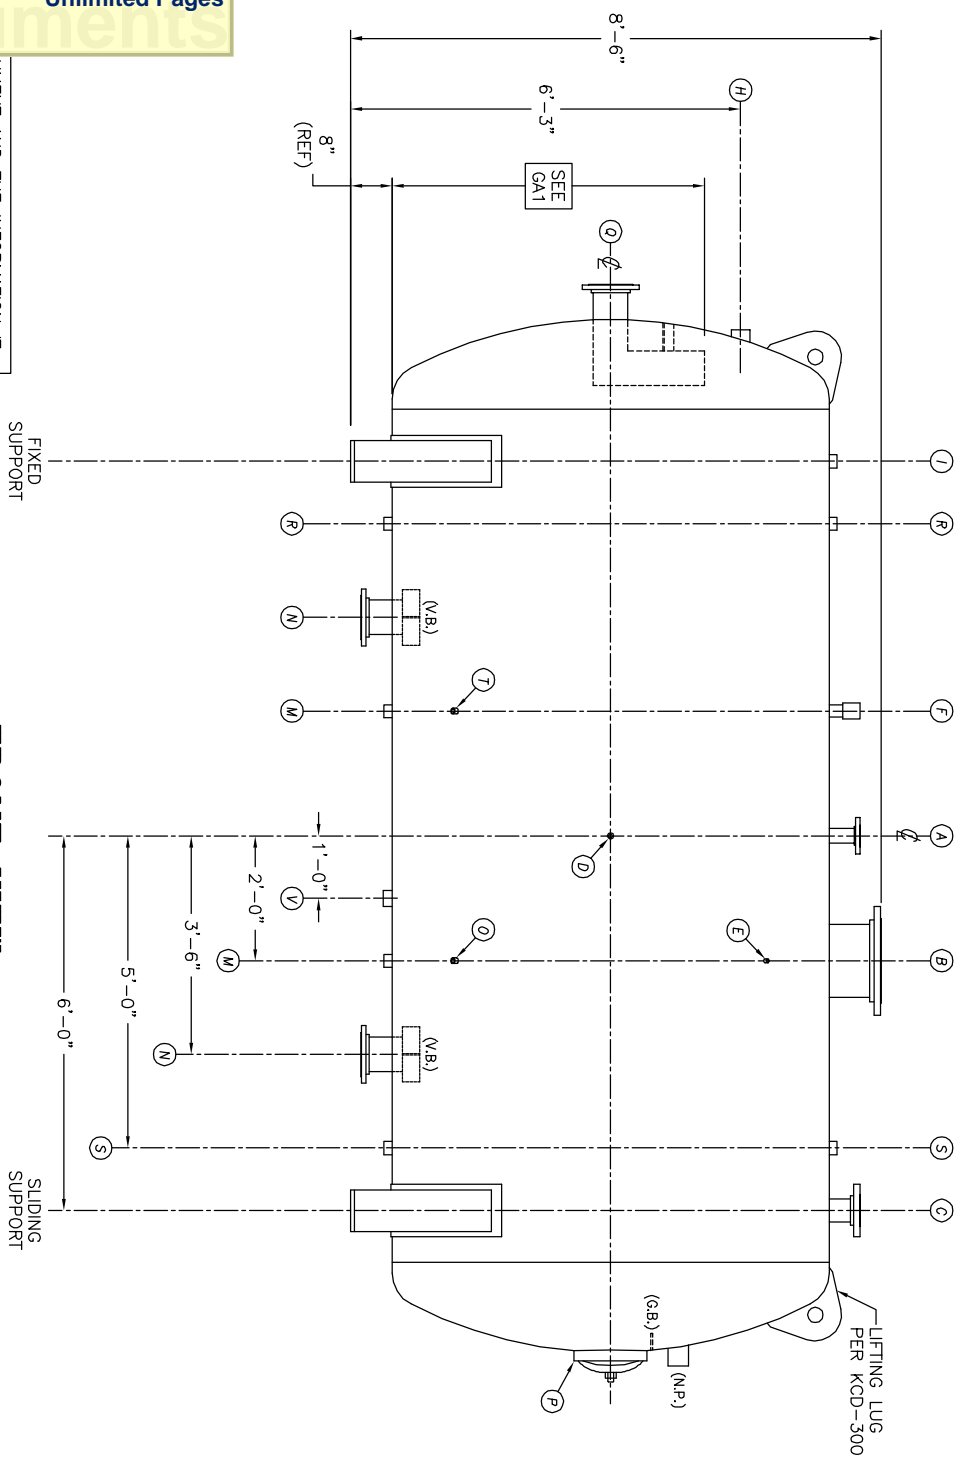 Unlimited Pages
uments
I
R
F
A
B
S
C
LIFTING LUG
PER KCD-300
8'-6"
H
6'-3"
E
(N.P.)
(G.B.)
SEE
GA1
Q
D
P
T
O
(V.B.)
(V.B.)
8"
(REF)
R
N
M
V
1'-0"
2'-0"
M
3'-6"
N
5'-0"
S
6'-0"
FIXED
SUPPORT
SLIDING
SUPPORT